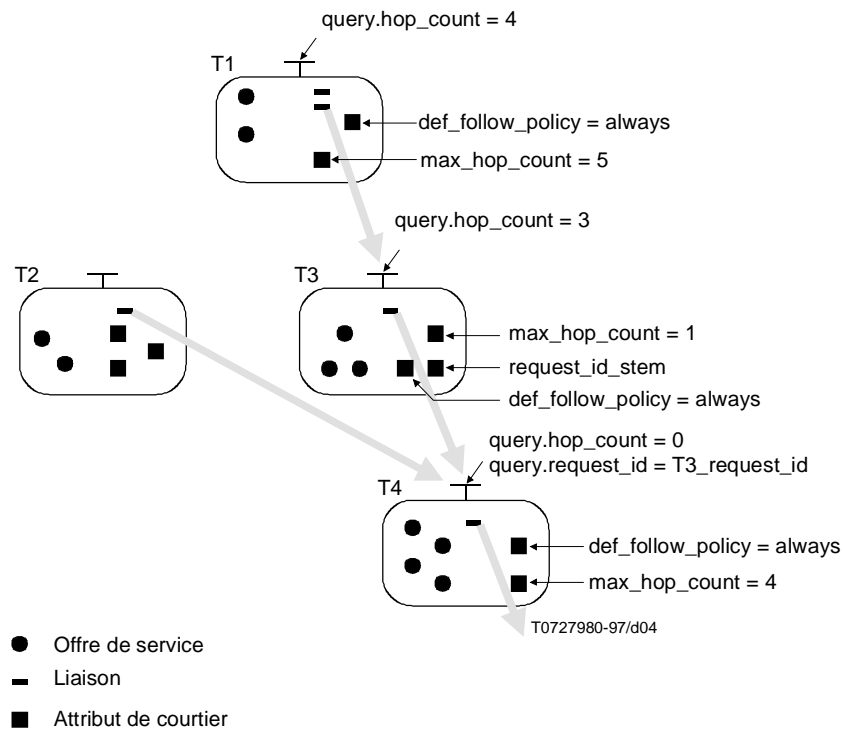 query.hop_count = 4
T1
def_follow_policy = always
max_hop_count = 5
query.hop_count = 3
T2
T3
max_hop_count = 1
request_id_stem
def_follow_policy = always
query.hop_count = 0
query.request_id = T3_request_id
T4
def_follow_policy = always
max_hop_count = 4
T0727980-97/d04
Offre de service
Liaison
Attribut de courtier